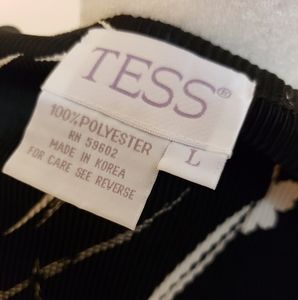 TESS®
100% POLYESTER
RN 59602
MADE IN KOREA
FOR CARE SEE REVERSE
L